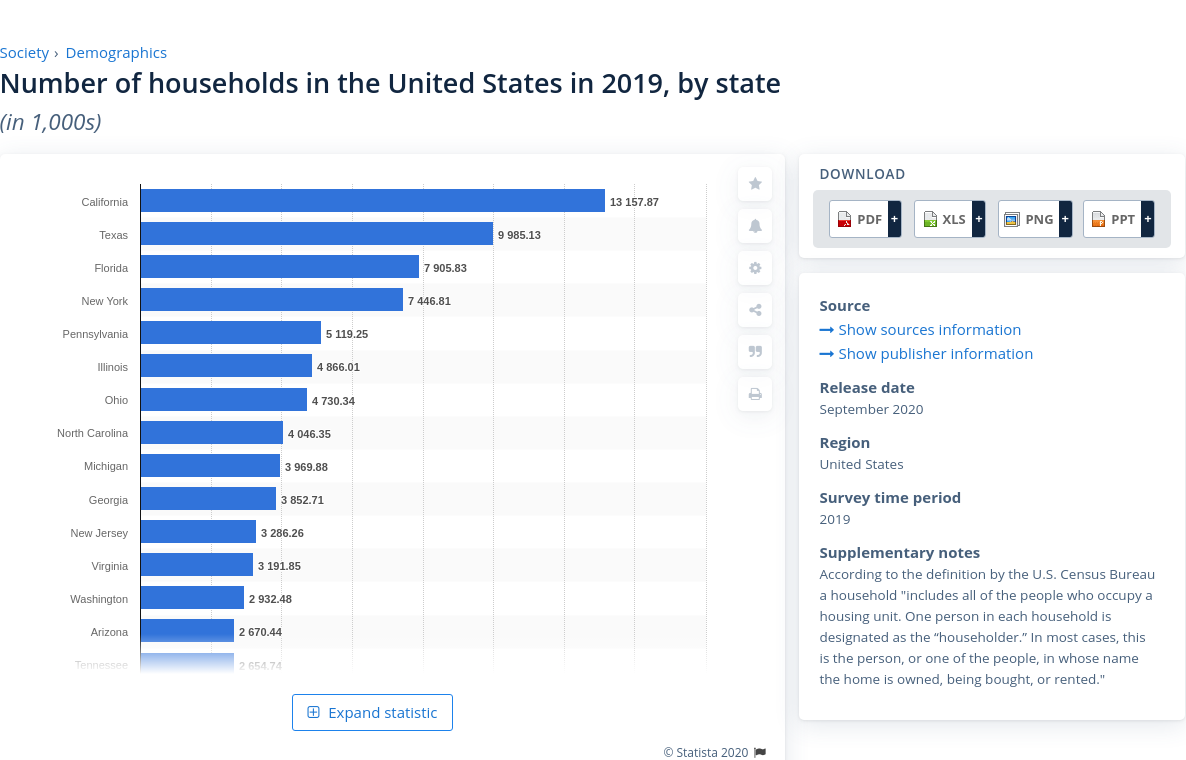 Society › Demographics
Number of households in the United States in 2019, by state
(in 1,000s)
California 13 157.87
Texas 9 985.13
Florida 7 905.83
New York 7 446.81
Pennsylvania 5 119.25
Illinois 4 866.01
Ohio 4 730.34
North Carolina 4 046.35
Michigan 3 969.88
Georgia 3 852.71
New Jersey 3 286.26
Virginia 3 191.85
Washington 2 932.48
Arizona 2 670.44
Tennessee 2 654.74
Expand statistic
© Statista 2020
DOWNLOAD
PDF + XLS + PNG + PPT +
Source
Show sources information
Show publisher information
Release date
September 2020
Region
United States
Survey time period
2019
Supplementary notes
According to the definition by the U.S. Census Bureau
a household "includes all of the people who occupy a
housing unit. One person in each household is
designated as the “householder.” In most cases, this
is the person, or one of the people, in whose name
the home is owned, being bought, or rented."